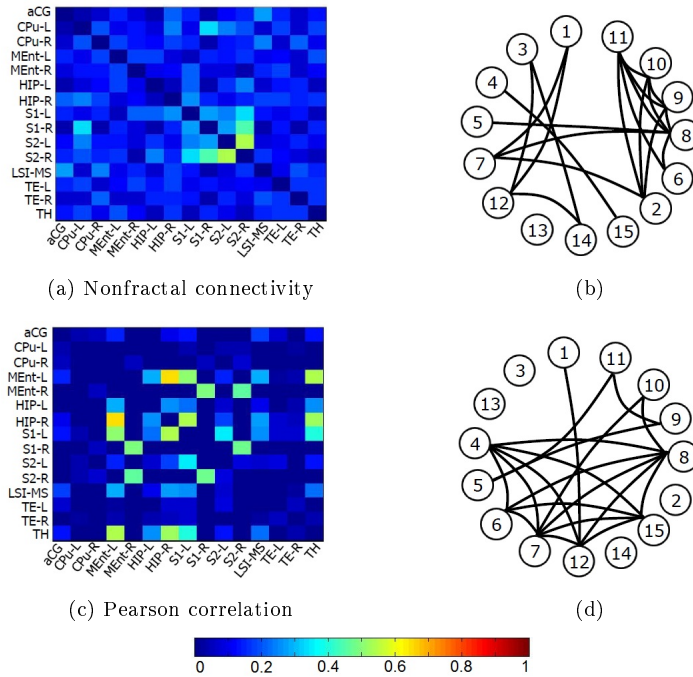 aCG
CPu-L
CPu-R
MEnt-L
MEnt-R
HIP-L
HIP-R
S1-L
S1-R
S2-L
S2-R
LSI-MS
TE-L
TE-R
TH
aCG CPu-L CPu-R MEnt-L MEnt-R HIP-L HIP-R S1-L S1-R S2-L S2-R LSI-MS TE-L TE-R TH
(a) Nonfractal connectivity
1
3
4
5
7
12
13
14
15
2
6
8
9
10
11
(b)
aCG
CPu-L
CPu-R
MEnt-L
MEnt-R
HIP-L
HIP-R
S1-L
S1-R
S2-L
S2-R
LSI-MS
TE-L
TE-R
TH
aCG CPu-L CPu-R MEnt-L MEnt-R HIP-L HIP-R S1-L S1-R S2-L S2-R LSI-MS TE-L TE-R TH
(c) Pearson correlation
1
3
13
4
5
6
7
12
14
15
2
8
9
10
11
(d)
0 0.2 0.4 0.6 0.8 1